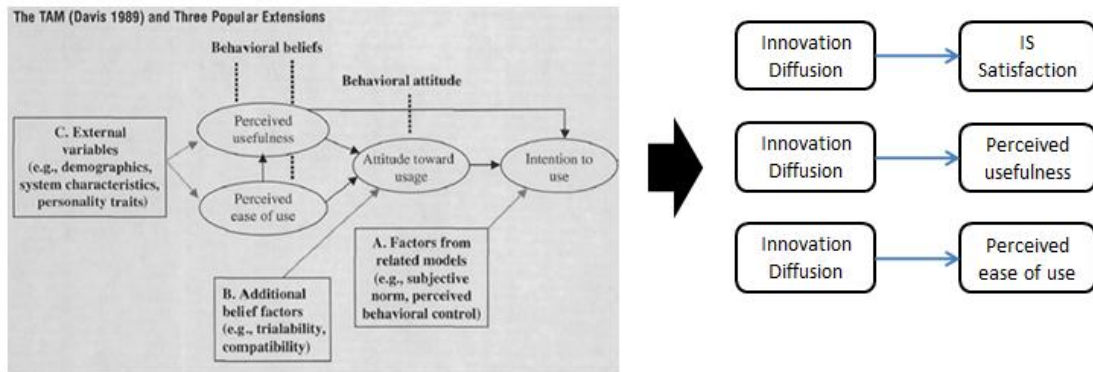 The TAM (Davis 1989) and Three Popular Extensions
Behavioral beliefs
Behavioral attitude
C. External
variables
(e.g., demographics,
system characteristics,
personality traits)
Perceived
usefulness
Attitude toward
usage
Intention to
use
Perceived
ease of use
B. Additional
belief factors
(e.g., trialability,
compatibility)
A. Factors from
related models
(e.g., subjective
norm, perceived
behavioral control)
Innovation
Diffusion
IS
Satisfaction
Innovation
Diffusion
Perceived
usefulness
Innovation
Diffusion
Perceived
ease of use